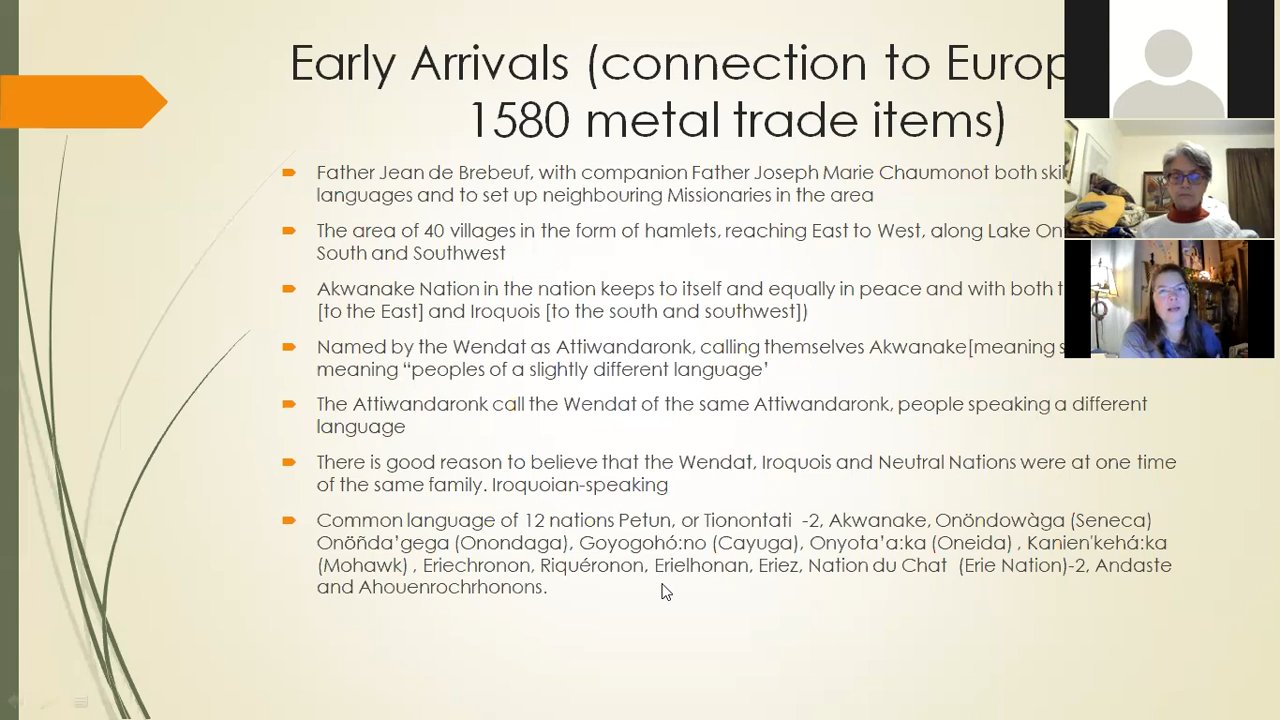 Early Arrivals (connection to Europ
1580 metal trade items)
Father Jean de Brebeuf, with companion Father Joseph Marie Chaumonot both skil
languages and to set up neighbouring Missionaries in the area
The area of 40 villages in the form of hamlets, reaching East to West, along Lake On
South and Southwest
Akwanake Nation in the nation keeps to itself and equally in peace and with both t
[to the East] and Iroquois [to the south and southwest])
Named by the Wendat as Attiwandaronk, calling themselves Akwanake[meaning s
meaning “peoples of a slightly different language’
The Attiwandaronk call the Wendat of the same Attiwandaronk, people speaking a different
language
There is good reason to believe that the Wendat, Iroquois and Neutral Nations were at one time
of the same family. Iroquoian-speaking
Common language of 12 nations Petun, or Tionontati -2, Akwanake, Onöndowàga (Seneca)
Onöñda’gega (Onondaga), Goyogohó:no (Cayuga), Onyota’a:ka (Oneida) , Kanien'kehá:ka
(Mohawk) , Eriechronon, Riquéronon, Erielhonan, Eriez, Nation du Chat (Erie Nation)-2, Andaste
and Ahouenrochrhonons.